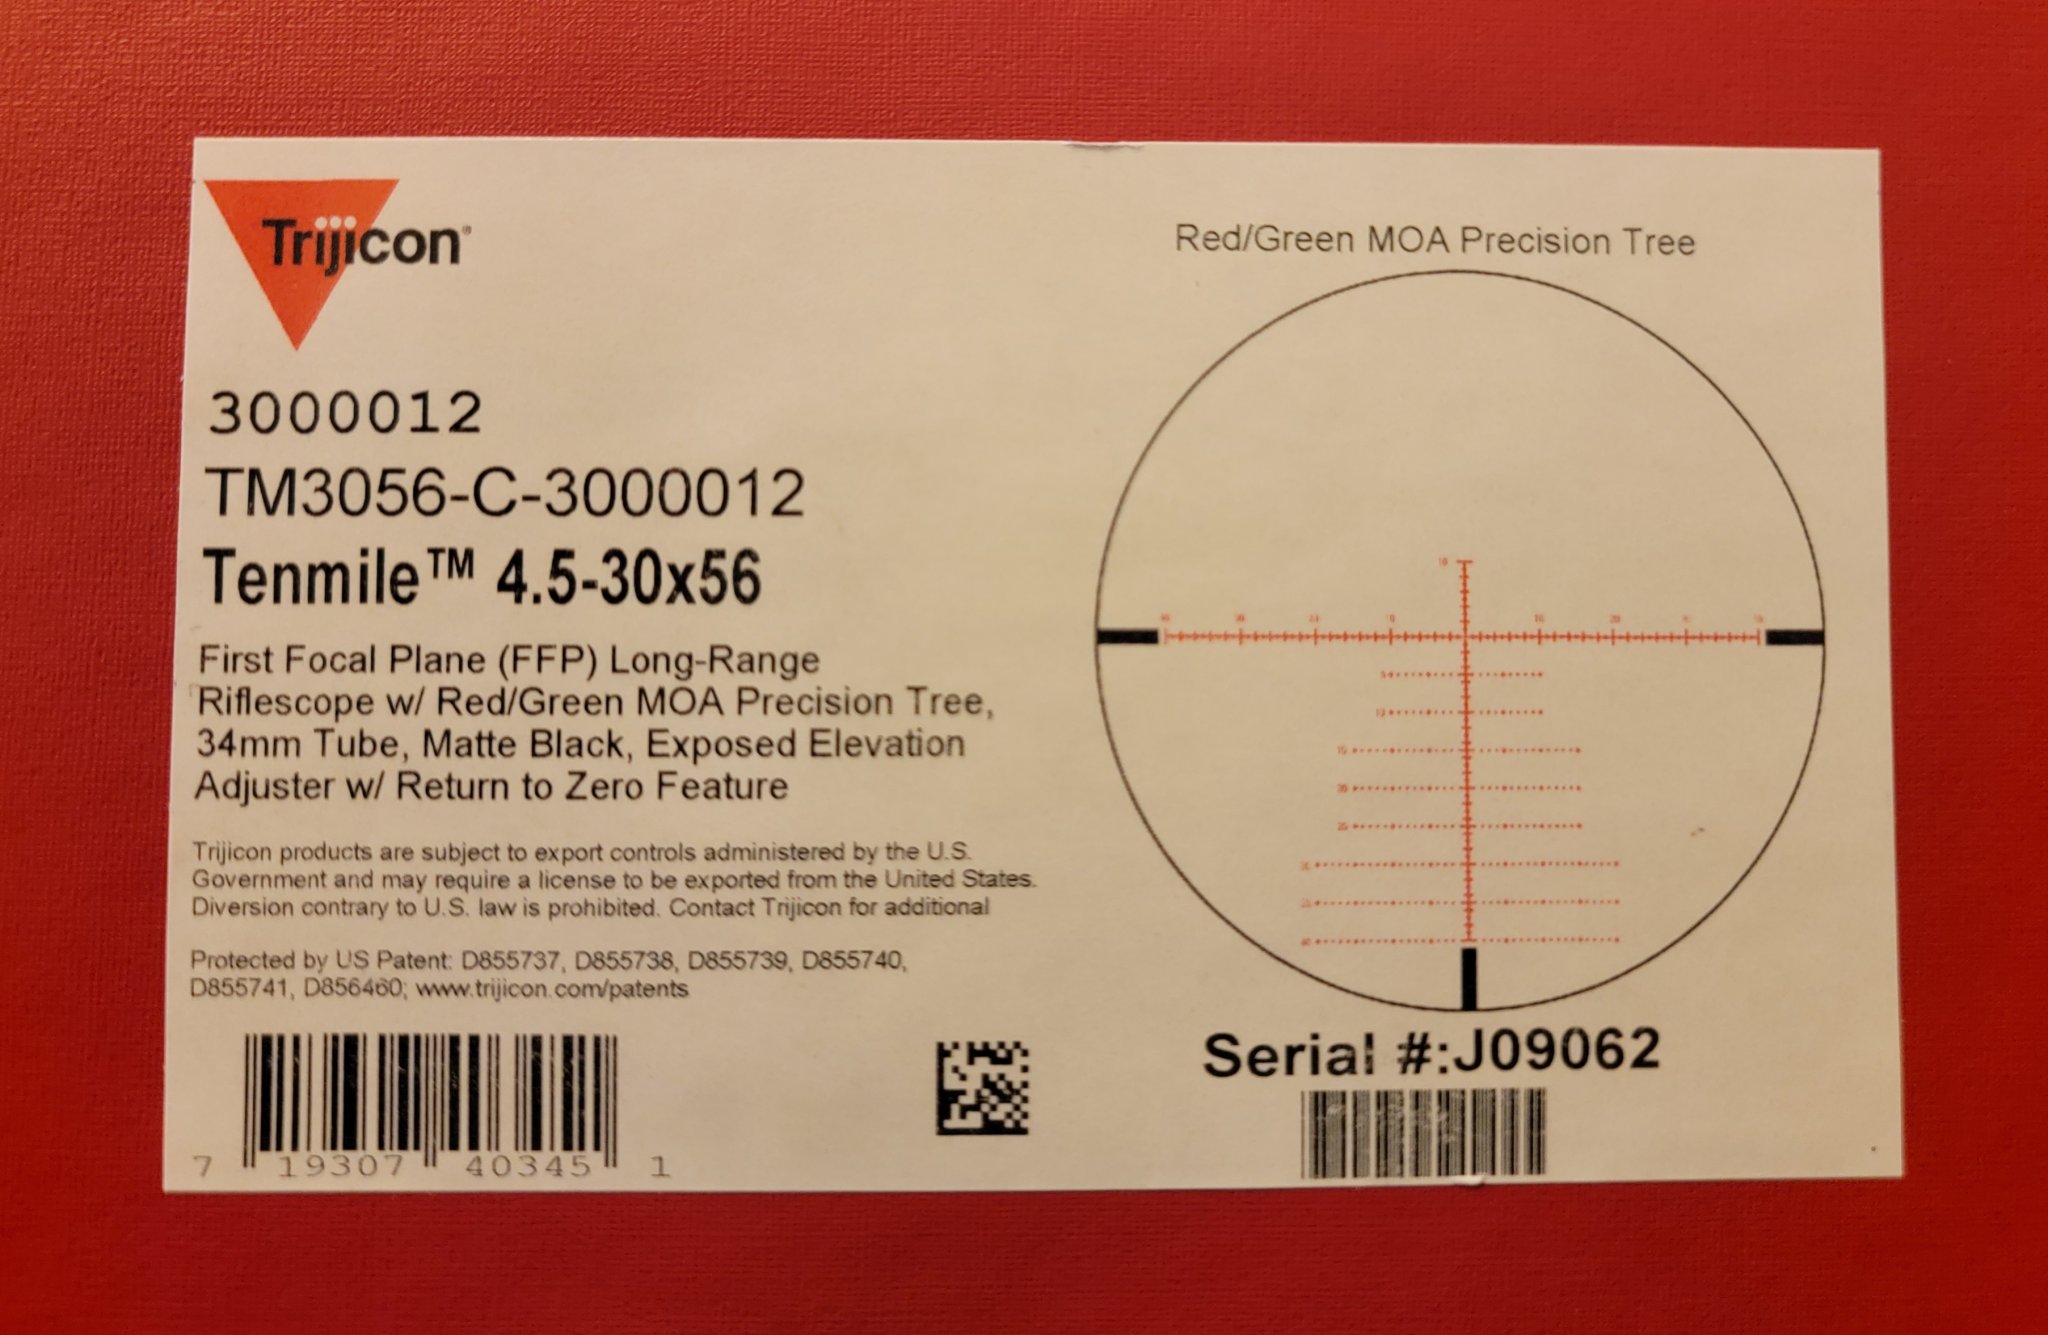 Trijicon®
3000012
TM3056-C-3000012
Tenmile™ 4.5-30x56
First Focal Plane (FFP) Long-Range
Riflescope w/ Red/Green MOA Precision Tree,
34mm Tube, Matte Black, Exposed Elevation
Adjuster w/ Return to Zero Feature
Trijicon products are subject to export controls administered by the U.S.
Government and may require a license to be exported from the United States.
Diversion contrary to U.S. law is prohibited. Contact Trijicon for additional
Protected by US Patent: D855737, D855738, D855739, D855740,
D855741, D856460; www.trijicon.com/patents
7 19307 40345 1
Red/Green MOA Precision Tree
10
10 20
Serial #:J09062